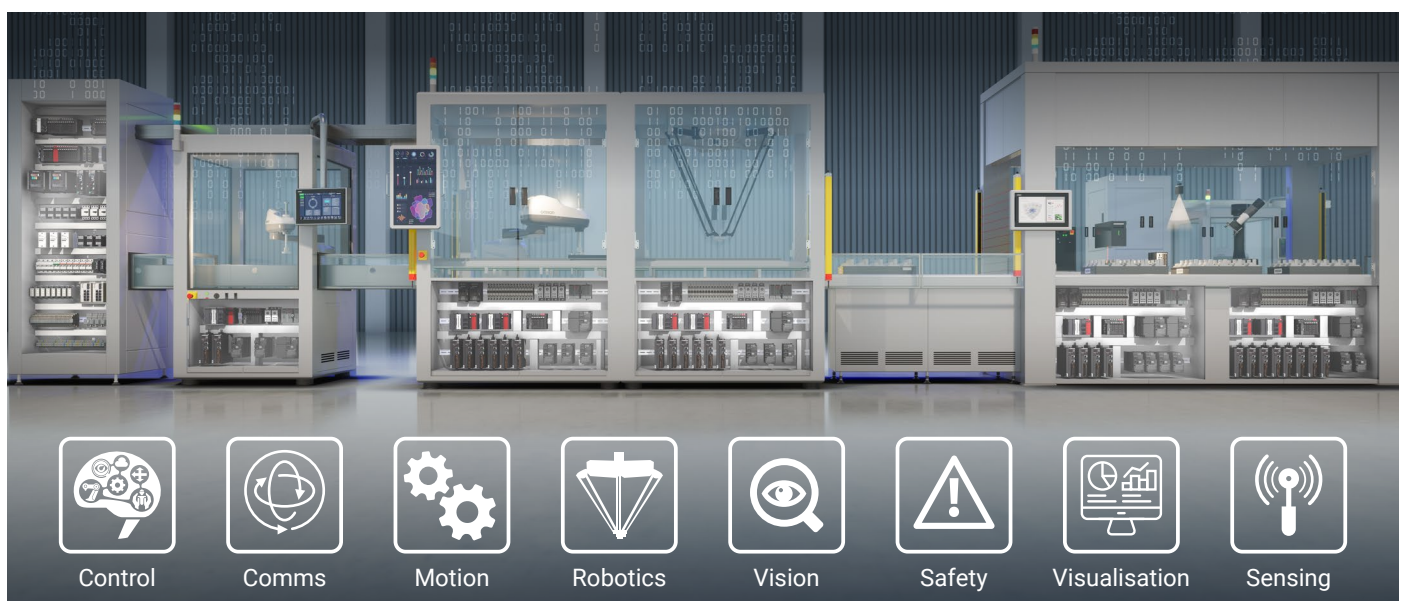 Control
Comms
Motion
Robotics
Vision
Safety
Visualisation
Sensing